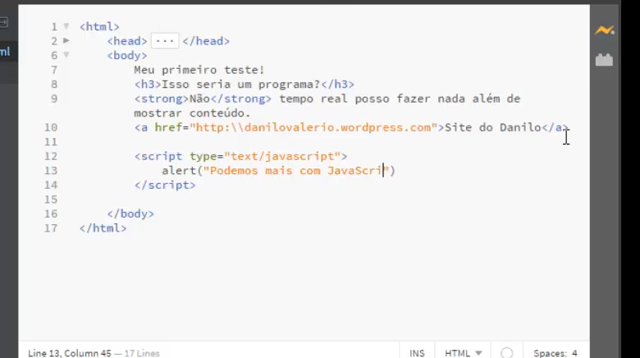 ml
1 <html>
2 <head> ··· </head>
6 <body>
7 Meu primeiro teste!
8 <h3>Isso seria um programa?</h3>
9 <strong>Não</strong> tempo real posso fazer nada além de
mostrar conteúdo.
10 <a href="http:\\danilovalerio.wordpress.com">Site do Danilo</a>
11
12 <script type="text/javascript">
13 alert("Podemos mais com JavaScri")
14 </script>
15
16 </body>
17 </html>
Line 13, Column 45 — 17 Lines INS HTML Spaces: 4